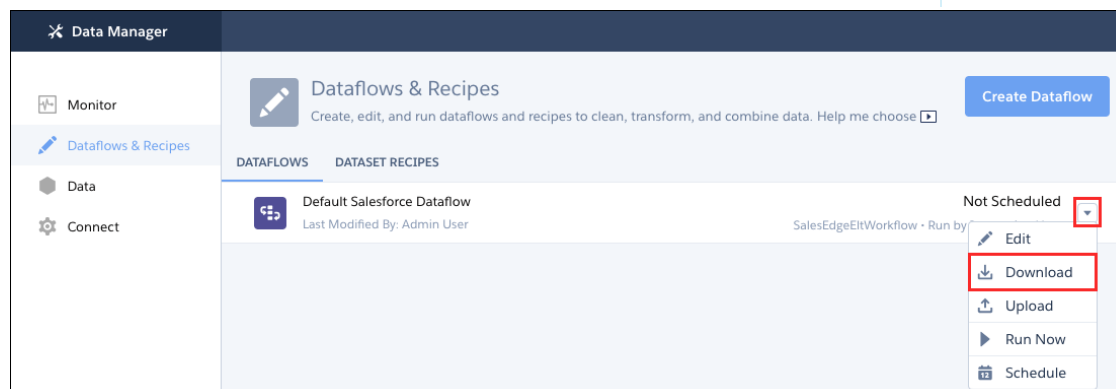 Data Manager
Monitor
Dataflows & Recipes
Data
Connect
Dataflows & Recipes
Create, edit, and run dataflows and recipes to clean, transform, and combine data. Help me choose
Create Dataflow
DATAFLOWS DATASET RECIPES
Default Salesforce Dataflow
Last Modified By: Admin User
Not Scheduled
SalesEdgeEltWorkflow • Run by
Edit
Download
Upload
Run Now
12 Schedule